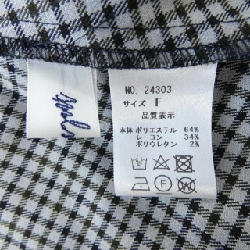 NO. 24303
サイズ F
品質表示
本体 ポリエステル 64%
レーヨン 34%
ポリウレタン 2%